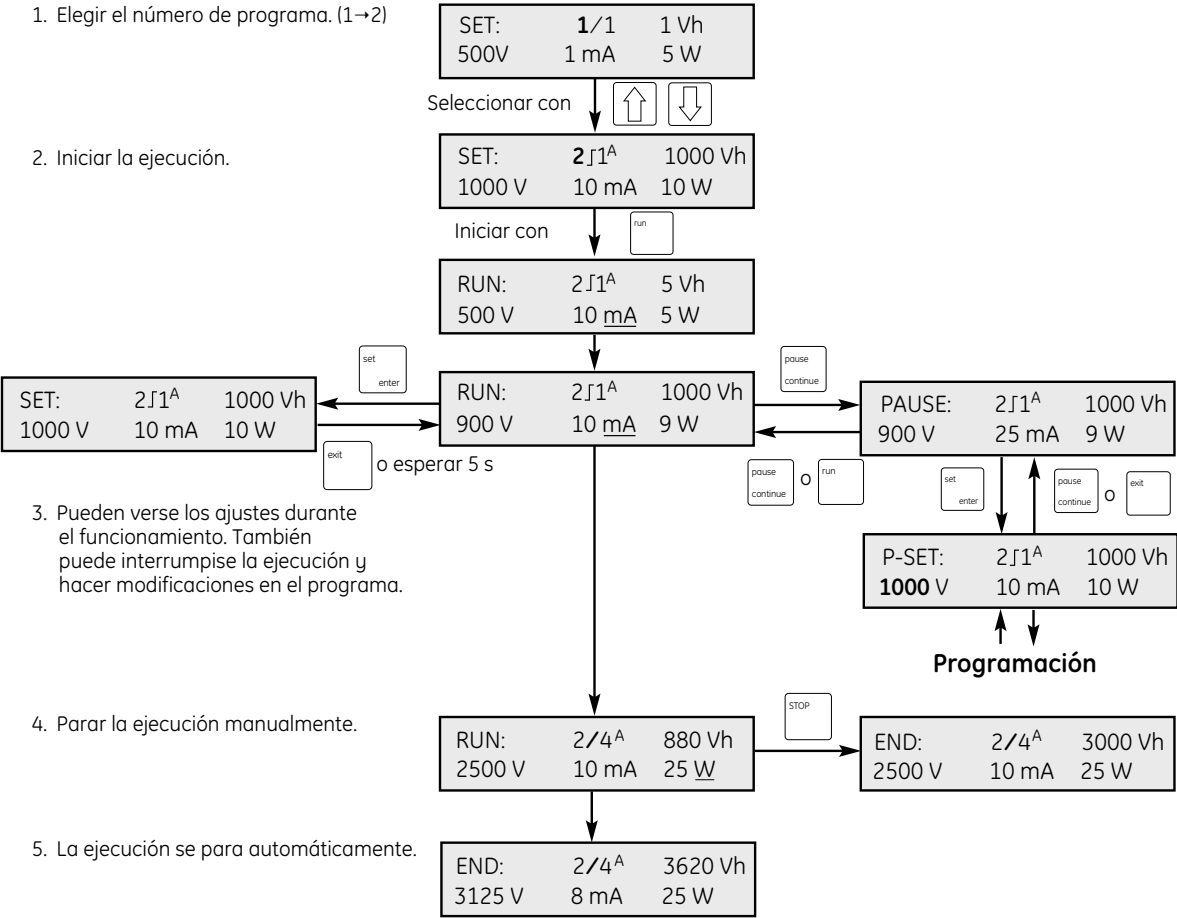 1. Elegir el número de programa. (1→2)
SET: 1/1 1 Vh
500V 1 mA 5 W
Seleccionar con
2. Iniciar la ejecución.
SET: 2⌠1ᴬ 1000 Vh
1000 V 10 mA 10 W
Iniciar con
run
RUN: 2⌠1ᴬ 5 Vh
500 V 10 mA 5 W
set
enter
pause
continue
SET: 2⌠1ᴬ 1000 Vh
1000 V 10 mA 10 W
RUN: 2⌠1ᴬ 1000 Vh
900 V 10 mA 9 W
PAUSE: 2⌠1ᴬ 1000 Vh
900 V 25 mA 9 W
exit
o esperar 5 s
pause
continue
o
run
set
enter
pause
continue
o
exit
3. Pueden verse los ajustes durante
el funcionamiento. También
puede interrumpise la ejecución y
hacer modificaciones en el programa.
P-SET: 2⌠1ᴬ 1000 Vh
1000 V 10 mA 10 W
Programación
4. Parar la ejecución manualmente.
RUN: 2/4ᴬ 880 Vh
2500 V 10 mA 25 W
STOP
END: 2/4ᴬ 3000 Vh
2500 V 10 mA 25 W
5. La ejecución se para automáticamente.
END: 2/4ᴬ 3620 Vh
3125 V 8 mA 25 W